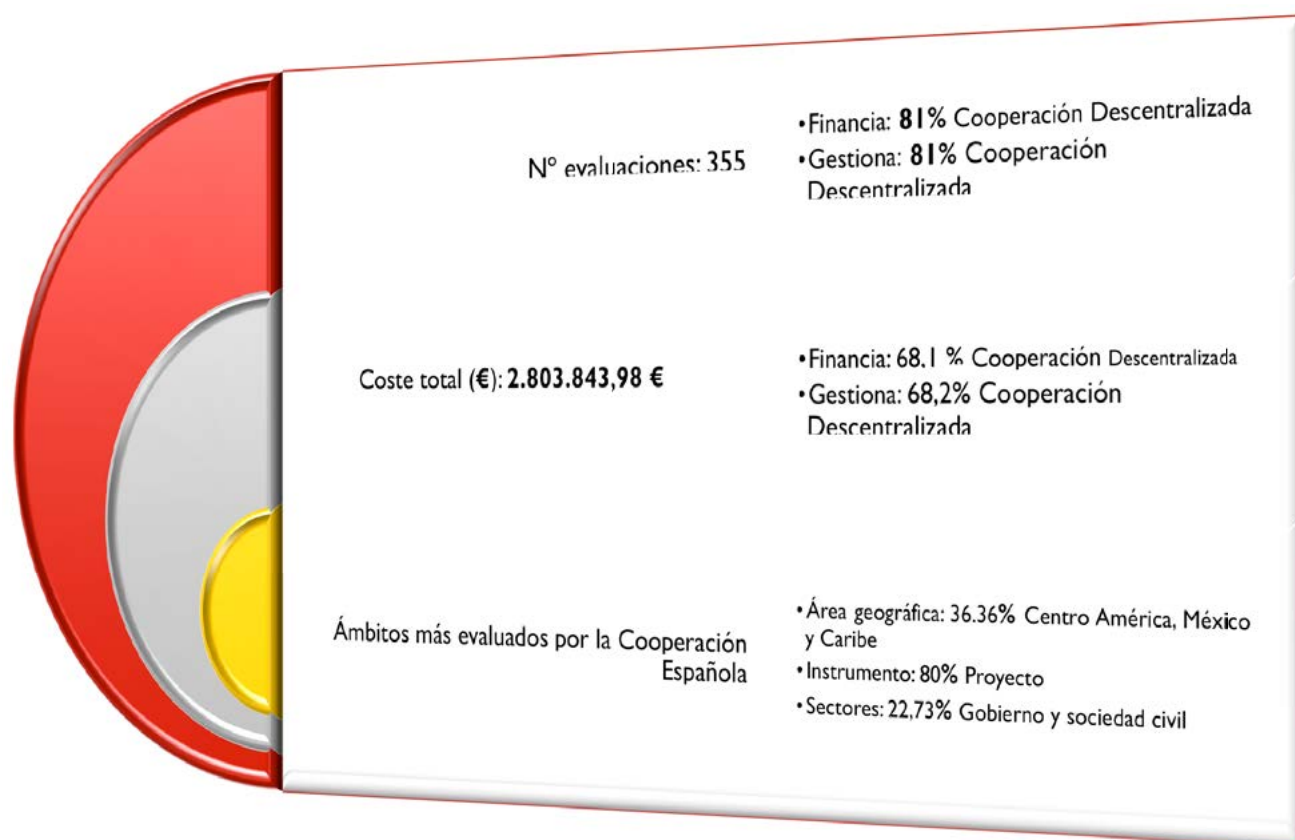 Nº evaluaciones: 355
•Financia: 81% Cooperación Descentralizada
•Gestiona: 81% Cooperación
Descentralizada
Coste total (€): 2.803.843,98 €
•Financia: 68.1 % Cooperación Descentralizada
•Gestiona: 68,2% Cooperación
Descentralizada
Ámbitos más evaluados por la Cooperación
Española
•Área geográfica: 36.36% Centro América, México
y Caribe
•Instrumento: 80% Proyecto
•Sectores: 22,73% Gobierno y sociedad civil